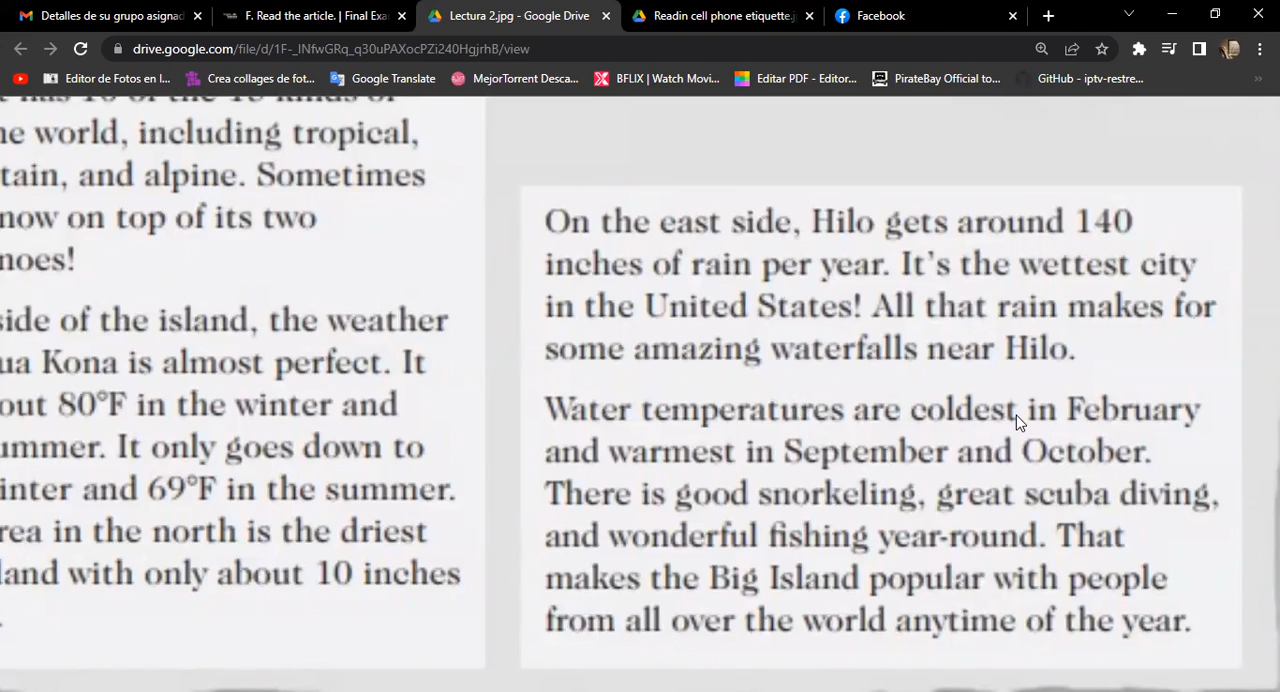 Detalles de su grupo asignad
F. Read the article. | Final Exa
Lectura 2.jpg - Google Drive
Readin cell phone etiquette.j
Facebook
drive.google.com/file/d/1F-_lNfwGRq_q30uPAXocPZi240HgjrhB/view
Editor de Fotos en l...
Crea collages de fot...
Google Translate
MejorTorrent Desca...
BFLIX | Watch Movi...
Editar PDF - Editor...
PirateBay Official to...
GitHub - iptv-restre...
he world, including tropical,
tain, and alpine. Sometimes
now on top of its two
noes!
side of the island, the weather
ua Kona is almost perfect. It
out 80°F in the winter and
ummer. It only goes down to
inter and 69°F in the summer.
rea in the north is the driest
land with only about 10 inches
On the east side, Hilo gets around 140
inches of rain per year. It's the wettest city
in the United States! All that rain makes for
some amazing waterfalls near Hilo.
Water temperatures are coldest in February
and warmest in September and October.
There is good snorkeling, great scuba diving,
and wonderful fishing year-round. That
makes the Big Island popular with people
from all over the world anytime of the year.